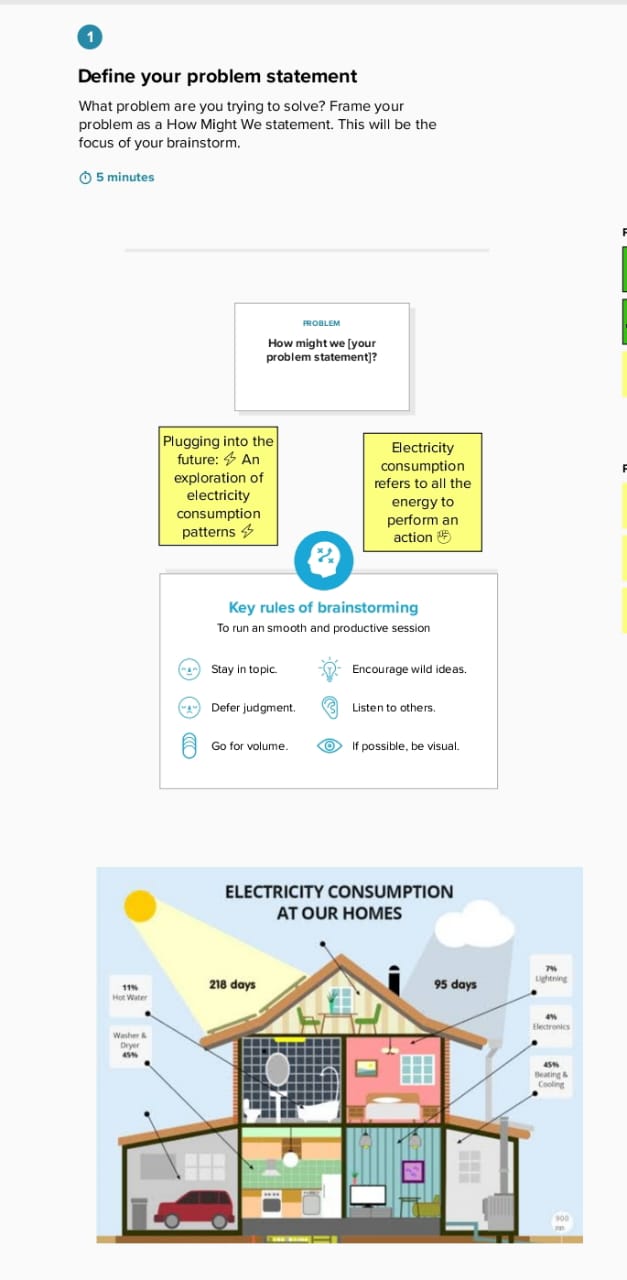 1
Define your problem statement
What problem are you trying to solve? Frame your
problem as a How Might We statement. This will be the
focus of your brainstorm.
5 minutes
PROBLEM
How might we [your
problem statement]?
Plugging into the
future: ⚡ An
exploration of
electricity
consumption
patterns ⚡
Electricity
consumption
refers to all the
energy to
perform an
action ✊
Key rules of brainstorming
To run an smooth and productive session
Stay in topic.
Encourage wild ideas.
Defer judgment.
Listen to others.
Go for volume.
If possible, be visual.
ELECTRICITY CONSUMPTION
AT OUR HOMES
218 days
95 days
11%
Hot Water
Washer &
Dryer
45%
7%
Lightning
4%
Electronics
45%
Beating &
Cooling
900